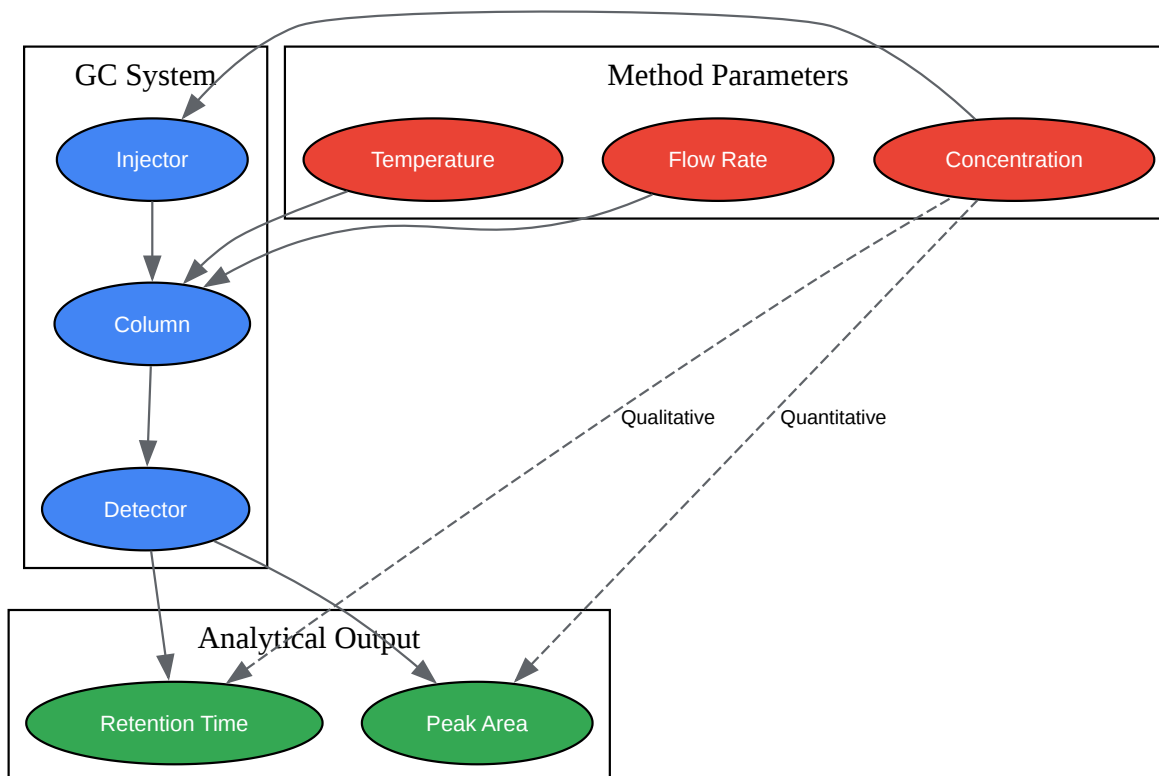 GC System
Method Parameters
Injector
Temperature
Flow Rate
Concentration
Column
Qualitative
Quantitative
Detector
Analytical Output
Retention Time
Peak Area